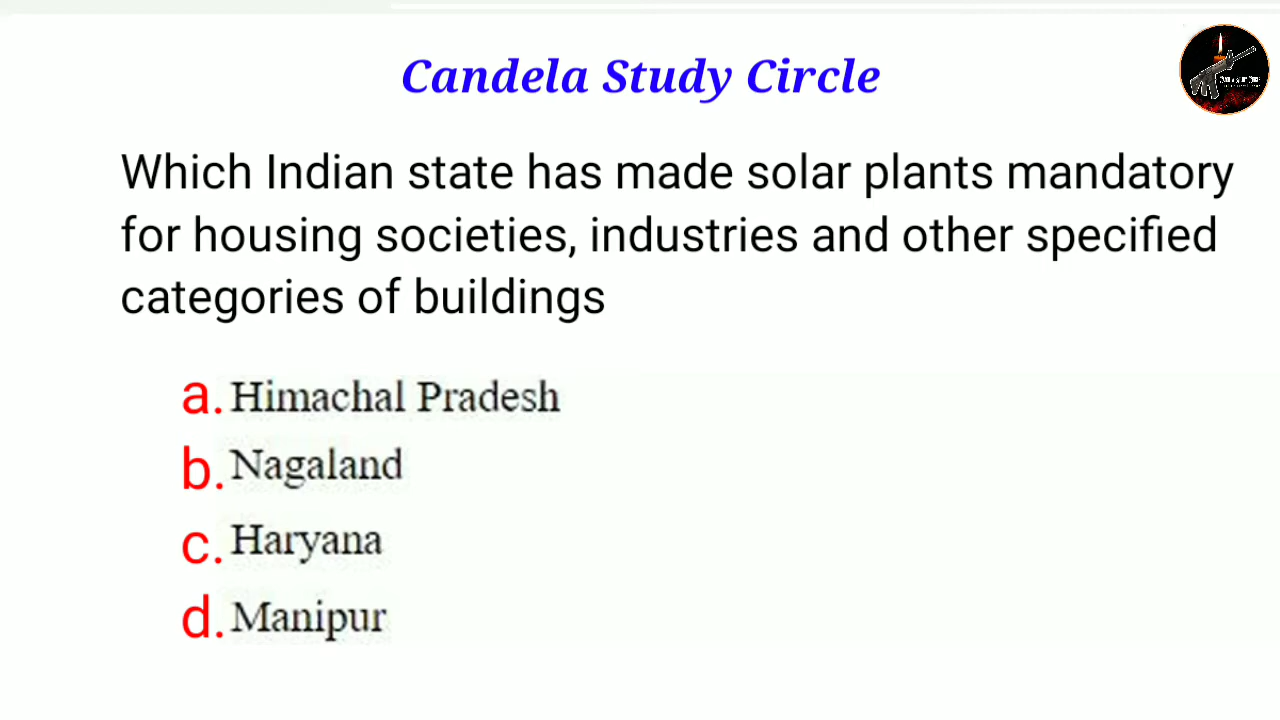 Candela Study Circle
Which Indian state has made solar plants mandatory
for housing societies, industries and other specified
categories of buildings
a. Himachal Pradesh
b. Nagaland
c. Haryana
d. Manipur